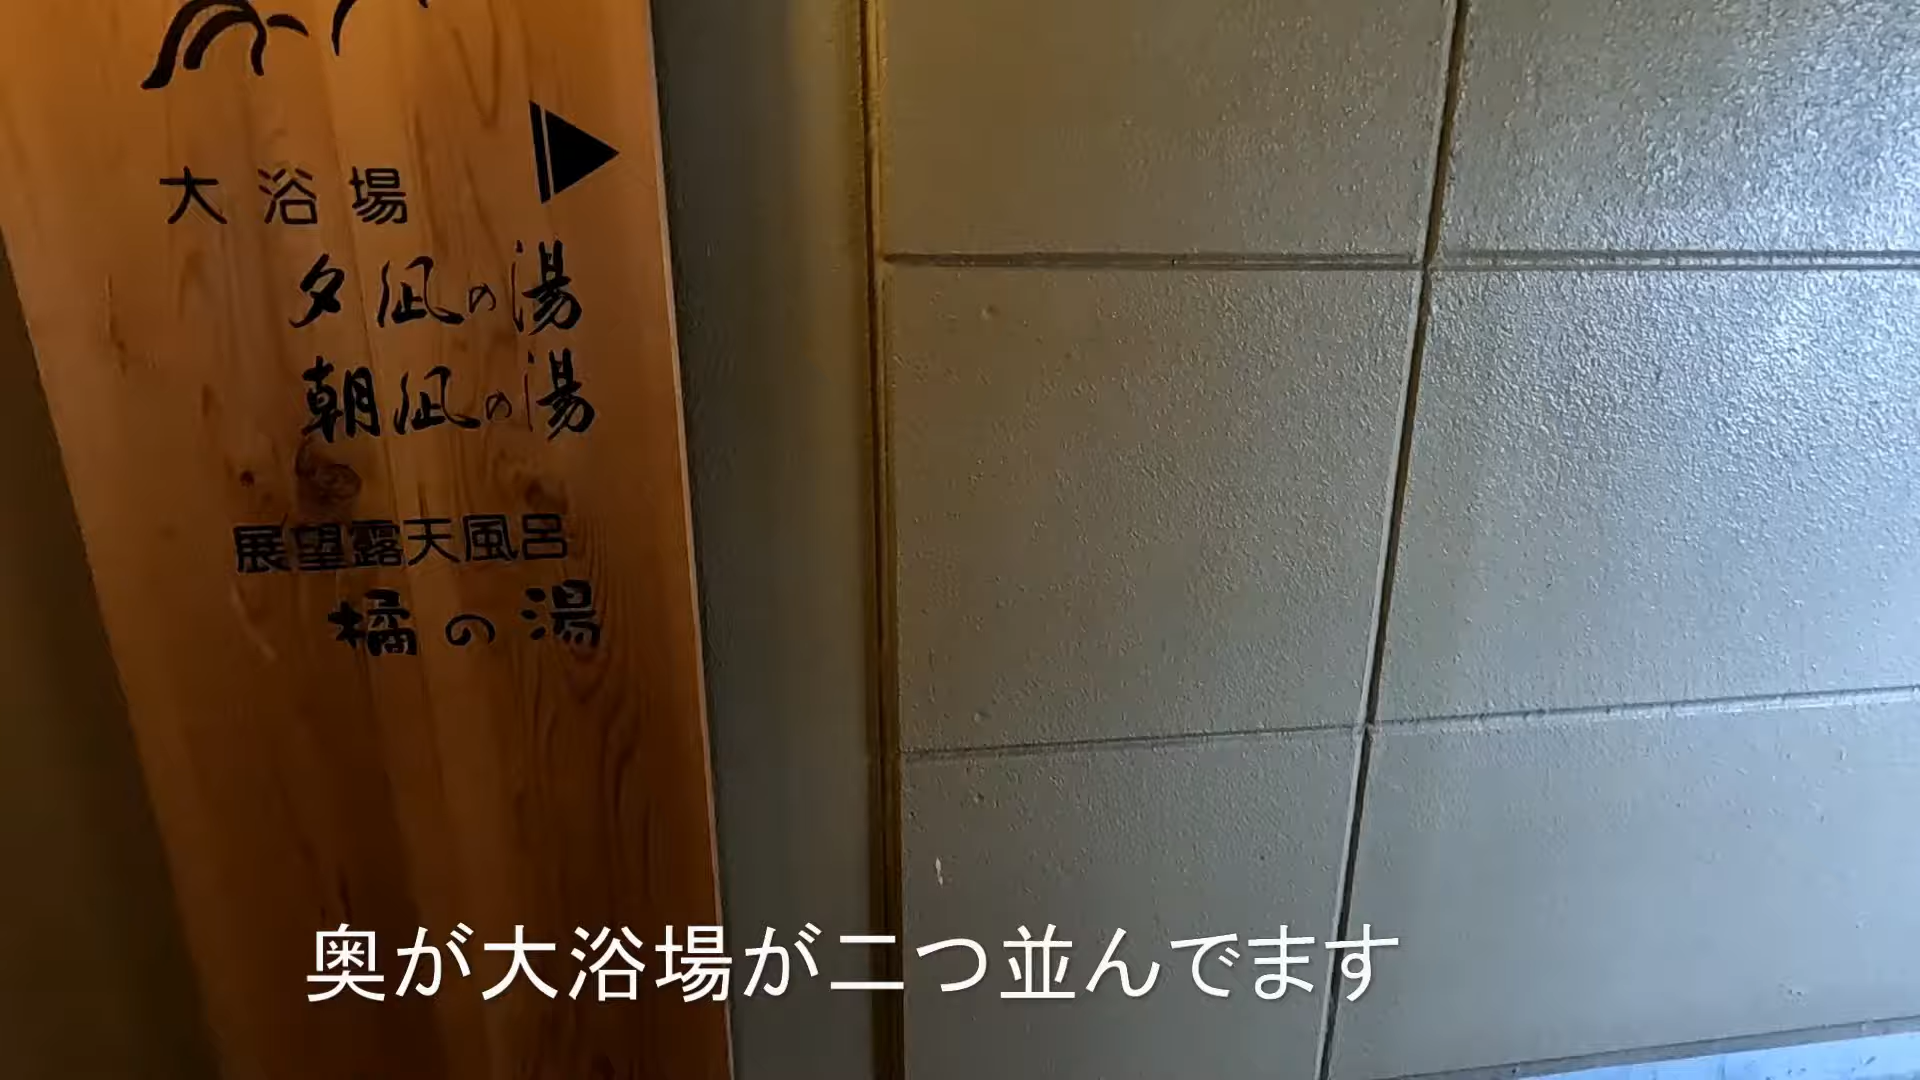 大浴場
夕凪の湯
朝凪の湯
展望露天風呂
橘の湯
奥が大浴場が二つ並んでます